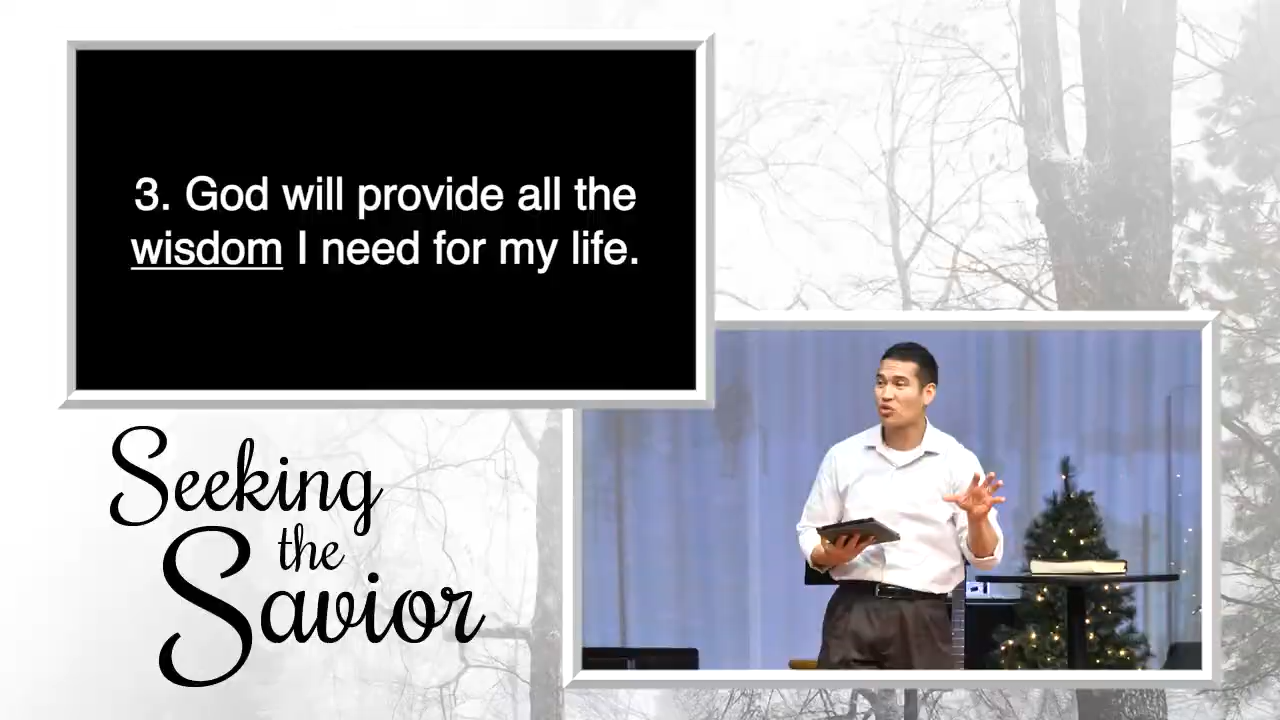 3. God will provide all the
wisdom I need for my life.
Seeking
the
Savior